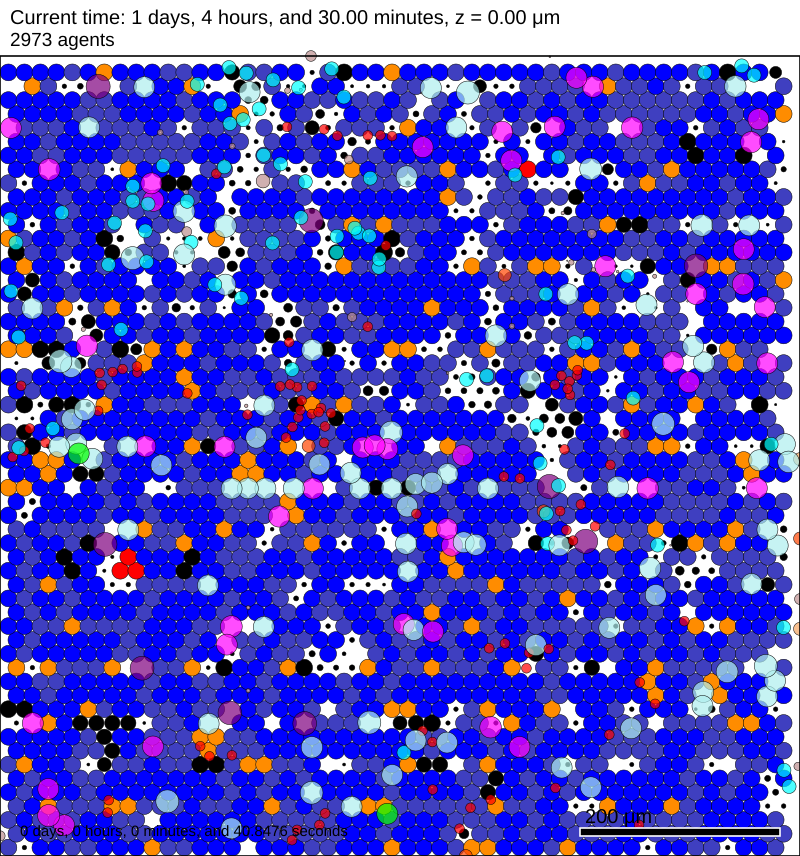 Current time: 1 days, 4 hours, and 30.00 minutes, z = 0.00 μm
2973 agents
200 μm
0 days, 0 hours, 0 minutes, and 40.8476 seconds